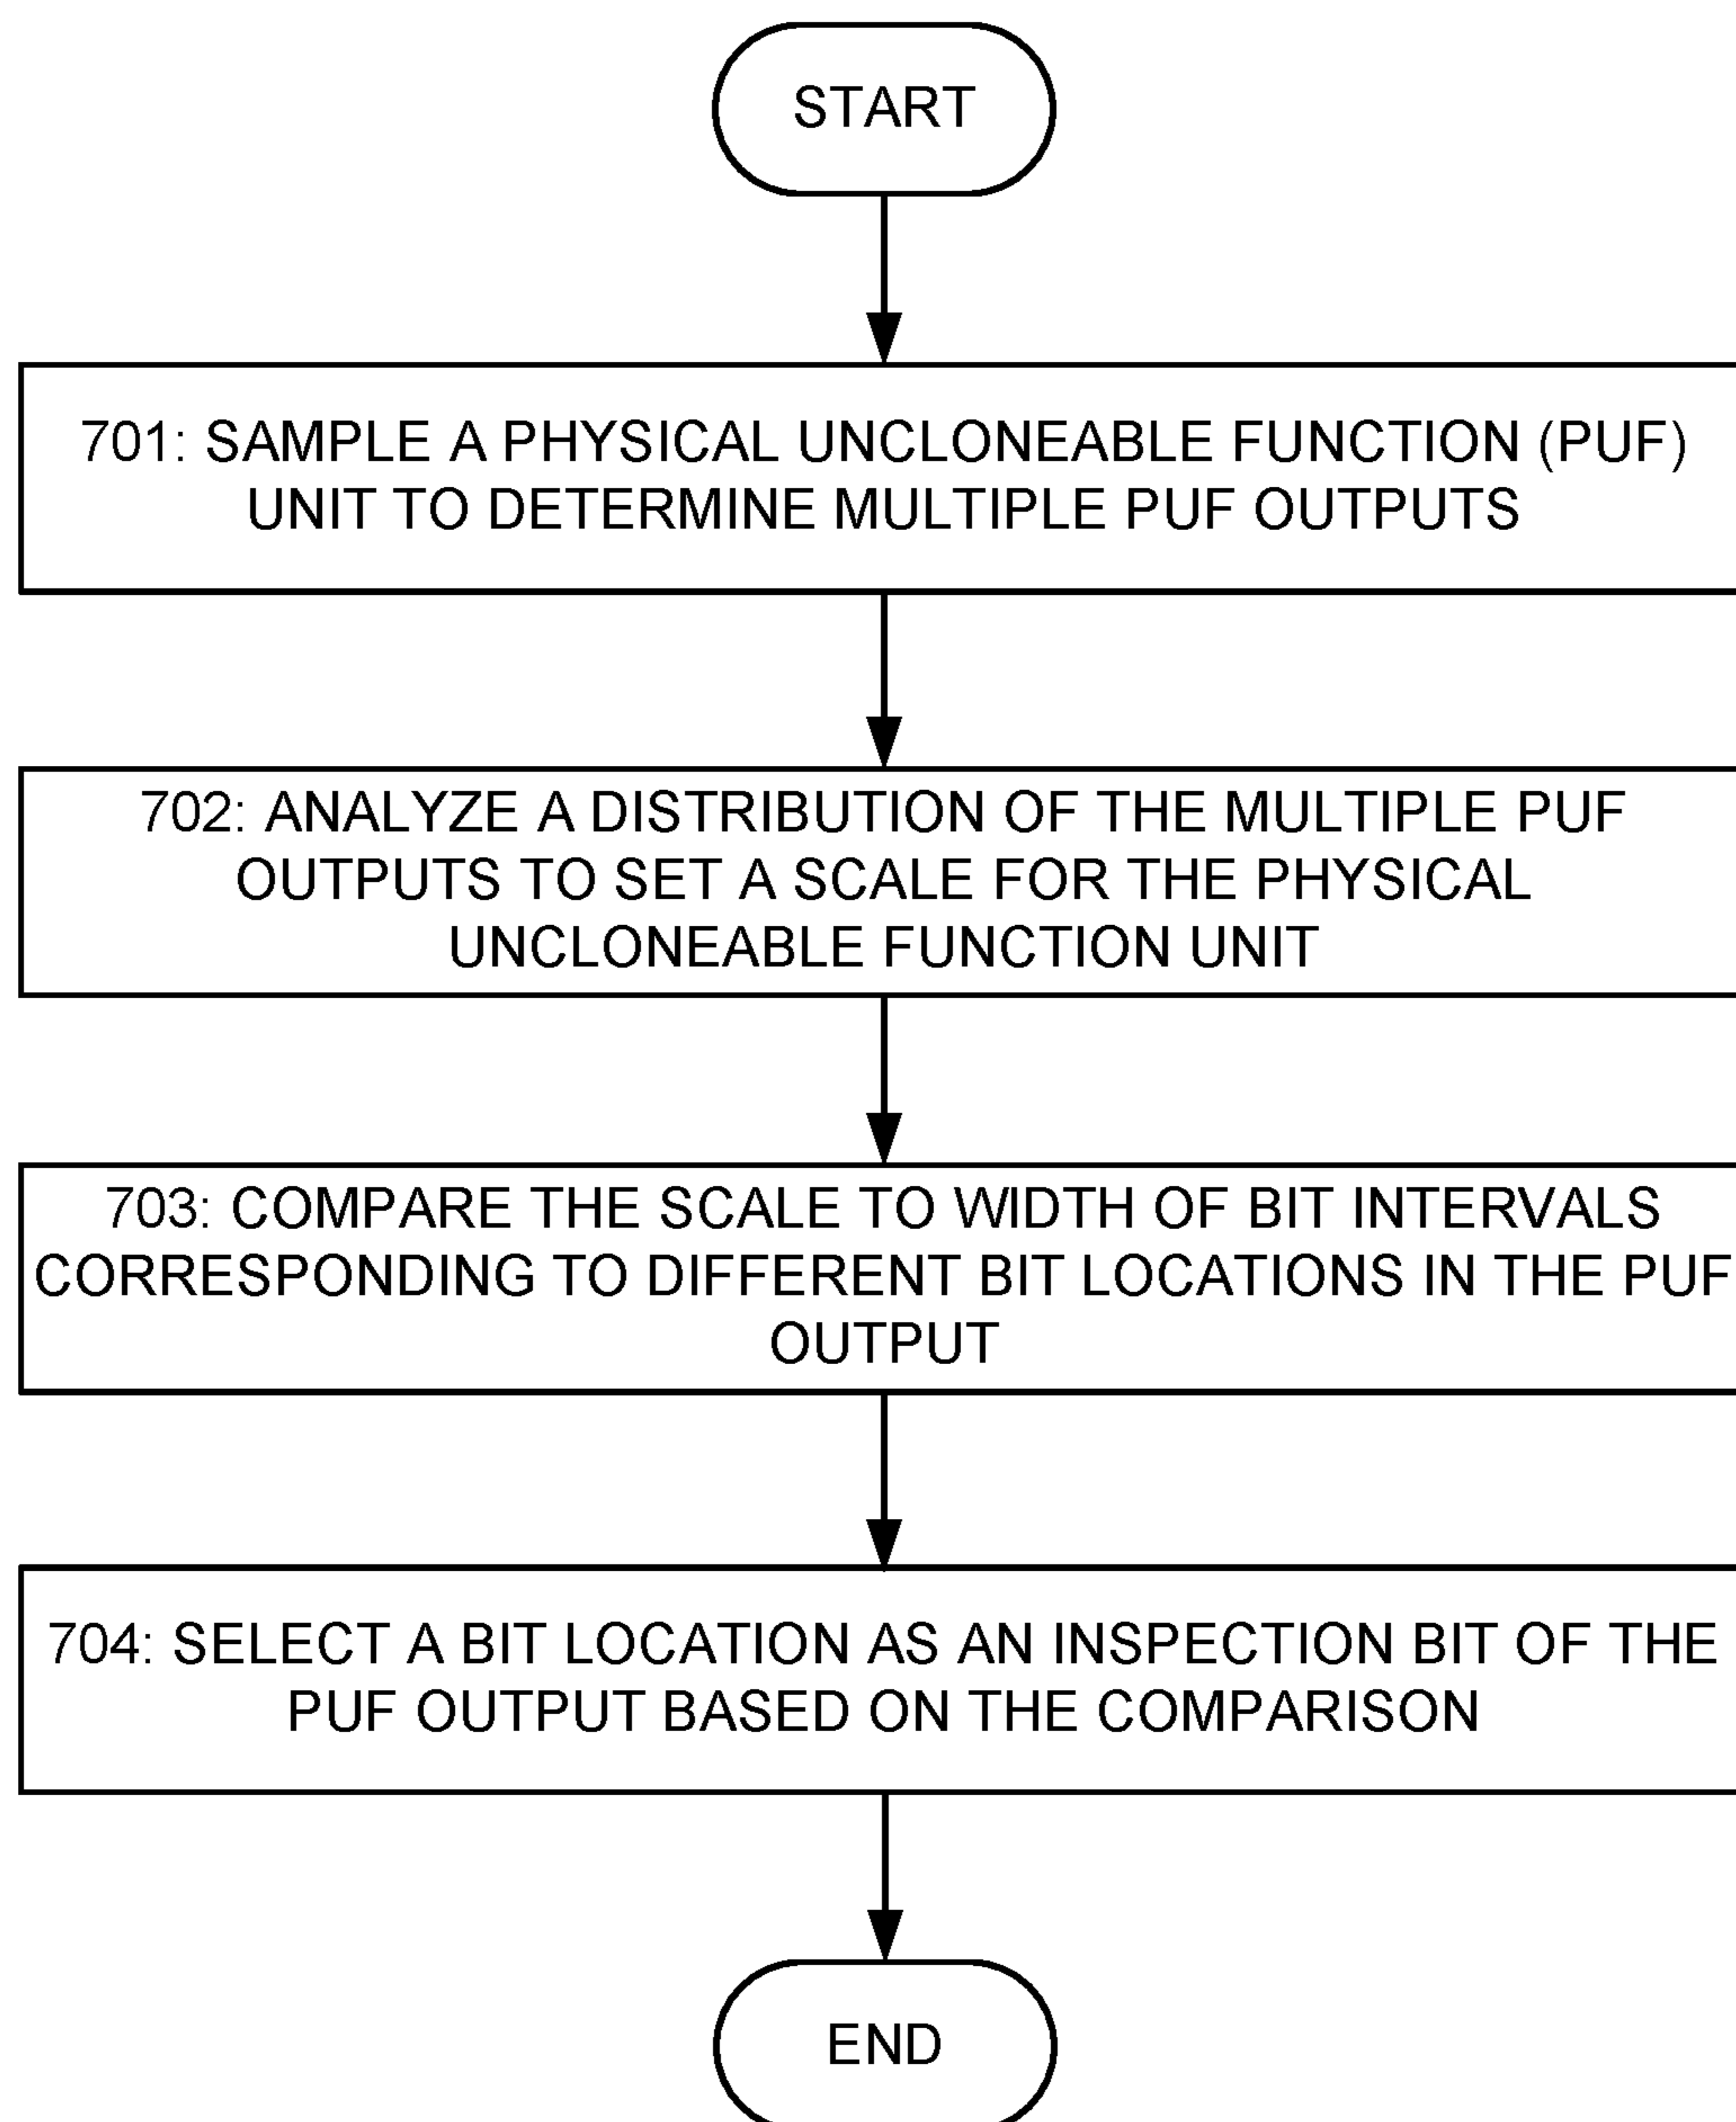 START
701: SAMPLE A PHYSICAL UNCLONEABLE FUNCTION (PUF)
UNIT TO DETERMINE MULTIPLE PUF OUTPUTS
702: ANALYZE A DISTRIBUTION OF THE MULTIPLE PUF
OUTPUTS TO SET A SCALE FOR THE PHYSICAL
UNCLONEABLE FUNCTION UNIT
703: COMPARE THE SCALE TO WIDTH OF BIT INTERVALS
CORRESPONDING TO DIFFERENT BIT LOCATIONS IN THE PUF
OUTPUT
704: SELECT A BIT LOCATION AS AN INSPECTION BIT OF THE
PUF OUTPUT BASED ON THE COMPARISON
END